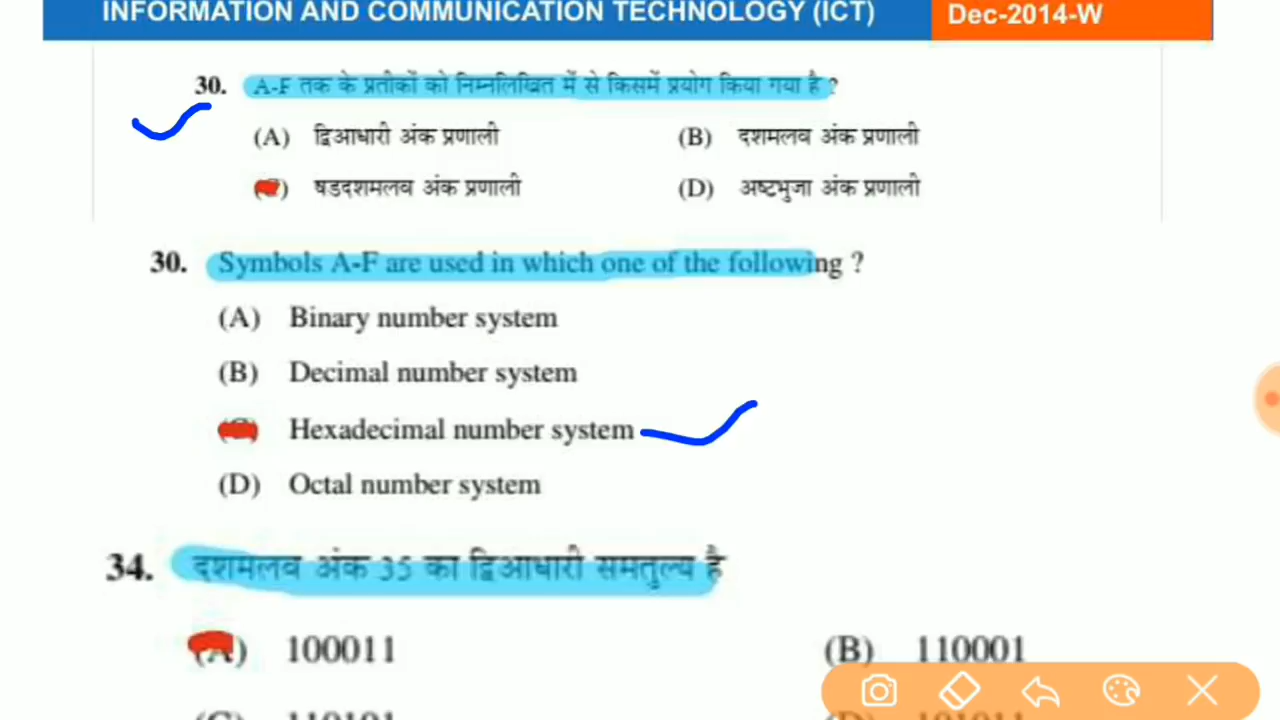 INFORMATION AND COMMUNICATION TECHNOLOGY (ICT) Dec-2014-W
30. A-F तक के प्रतीकों को निम्नलिखित में से किसमें प्रयोग किया गया है ?
(A) द्विआधारी अंक प्रणाली (B) दशमलव अंक प्रणाली
) षडदशमलव अंक प्रणाली (D) अष्टभुजा अंक प्रणाली
30. Symbols A-F are used in which one of the following ?
(A) Binary number system
(B) Decimal number system
Hexadecimal number system
(D) Octal number system
34. दशमलव अंक 35 का द्विआधारी समतुल्य है
(A) 100011 (B) 110001